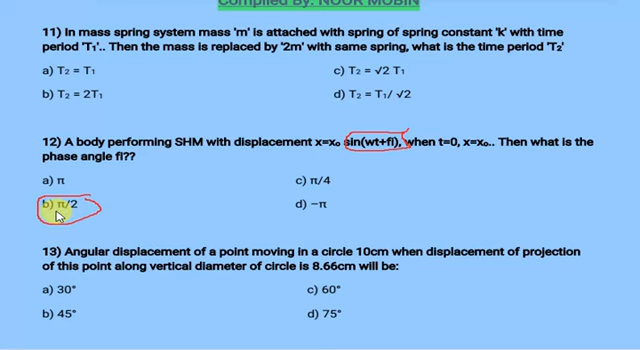 Compiled By: NOOR MOBIN
11) In mass spring system mass 'm' is attached with spring of spring constant 'k' with time
period 'T₁'.. Then the mass is replaced by '2m' with same spring, what is the time period 'T₂'
a) T₂ = T₁
c) T₂ = √2 T₁
b) T₂ = 2T₁
d) T₂ = T₁/ √2
12) A body performing SHM with displacement x=x₀ sin(wt+fi), when t=0, x=x₀.. Then what is the
phase angle fi??
a) π
c) π/4
b) π/2
d) −π
13) Angular displacement of a point moving in a circle 10cm when displacement of projection
of this point along vertical diameter of circle is 8.66cm will be:
a) 30°
c) 60°
b) 45°
d) 75°